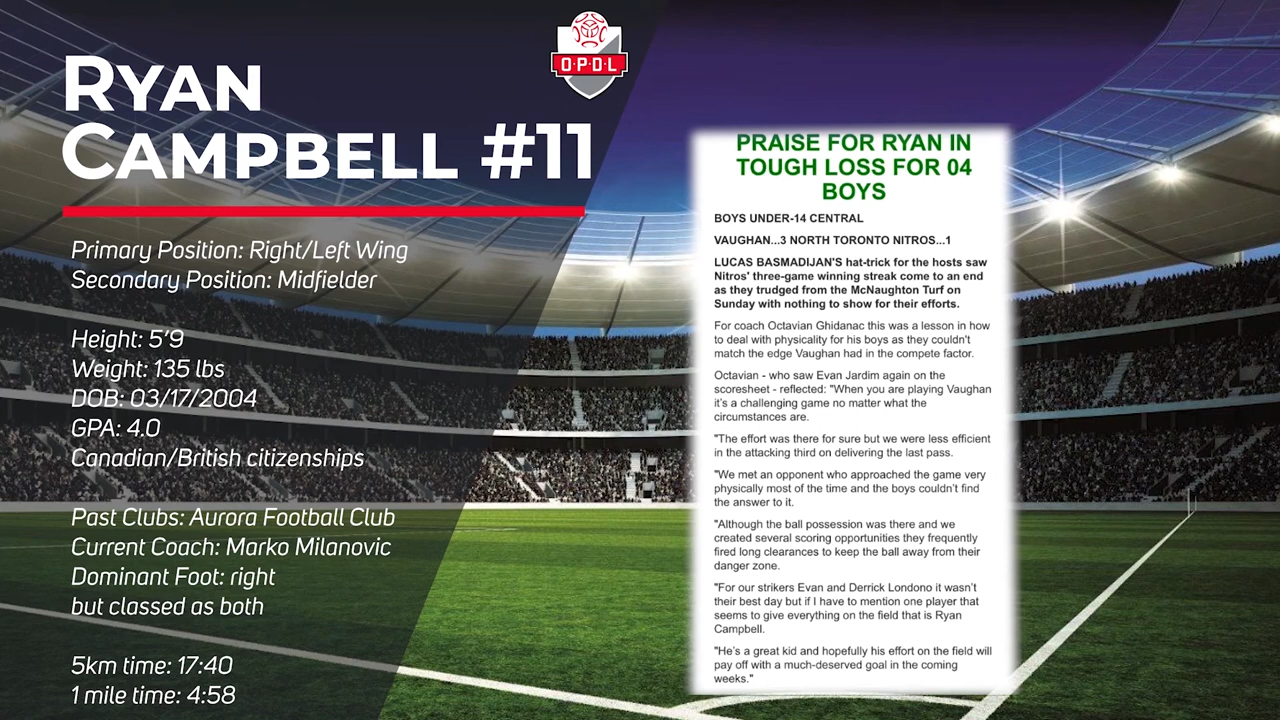 O·P·D·L
RYAN
CAMPBELL #11
Primary Position: Right/Left Wing
Secondary Position: Midfielder
Height: 5'9
Weight: 135 lbs
DOB: 03/17/2004
GPA: 4.0
Canadian/British citizenships
Past Clubs: Aurora Football Club
Current Coach: Marko Milanovic
Dominant Foot: right
but classed as both
5km time: 17:40
1 mile time: 4:58
PRAISE FOR RYAN IN
TOUGH LOSS FOR 04
BOYS
BOYS UNDER-14 CENTRAL
VAUGHAN...3 NORTH TORONTO NITROS...1
LUCAS BASMADIJAN'S hat-trick for the hosts saw
Nitros' three-game winning streak come to an end
as they trudged from the McNaughton Turf on
Sunday with nothing to show for their efforts.
For coach Octavian Ghidanac this was a lesson in how
to deal with physicality for his boys as they couldn't
match the edge Vaughan had in the compete factor.
Octavian - who saw Evan Jardim again on the
scoresheet - reflected: "When you are playing Vaughan
it's a challenging game no matter what the
circumstances are.
"The effort was there for sure but we were less efficient
in the attacking third on delivering the last pass.
"We met an opponent who approached the game very
physically most of the time and the boys couldn't find
the answer to it.
"Although the ball possession was there and we
created several scoring opportunities they frequently
fired long clearances to keep the ball away from their
danger zone.
"For our strikers Evan and Derrick Londono it wasn't
their best day but if I have to mention one player that
seems to give everything on the field that is Ryan
Campbell.
"He's a great kid and hopefully his effort on the field will
pay off with a much-deserved goal in the coming
weeks."